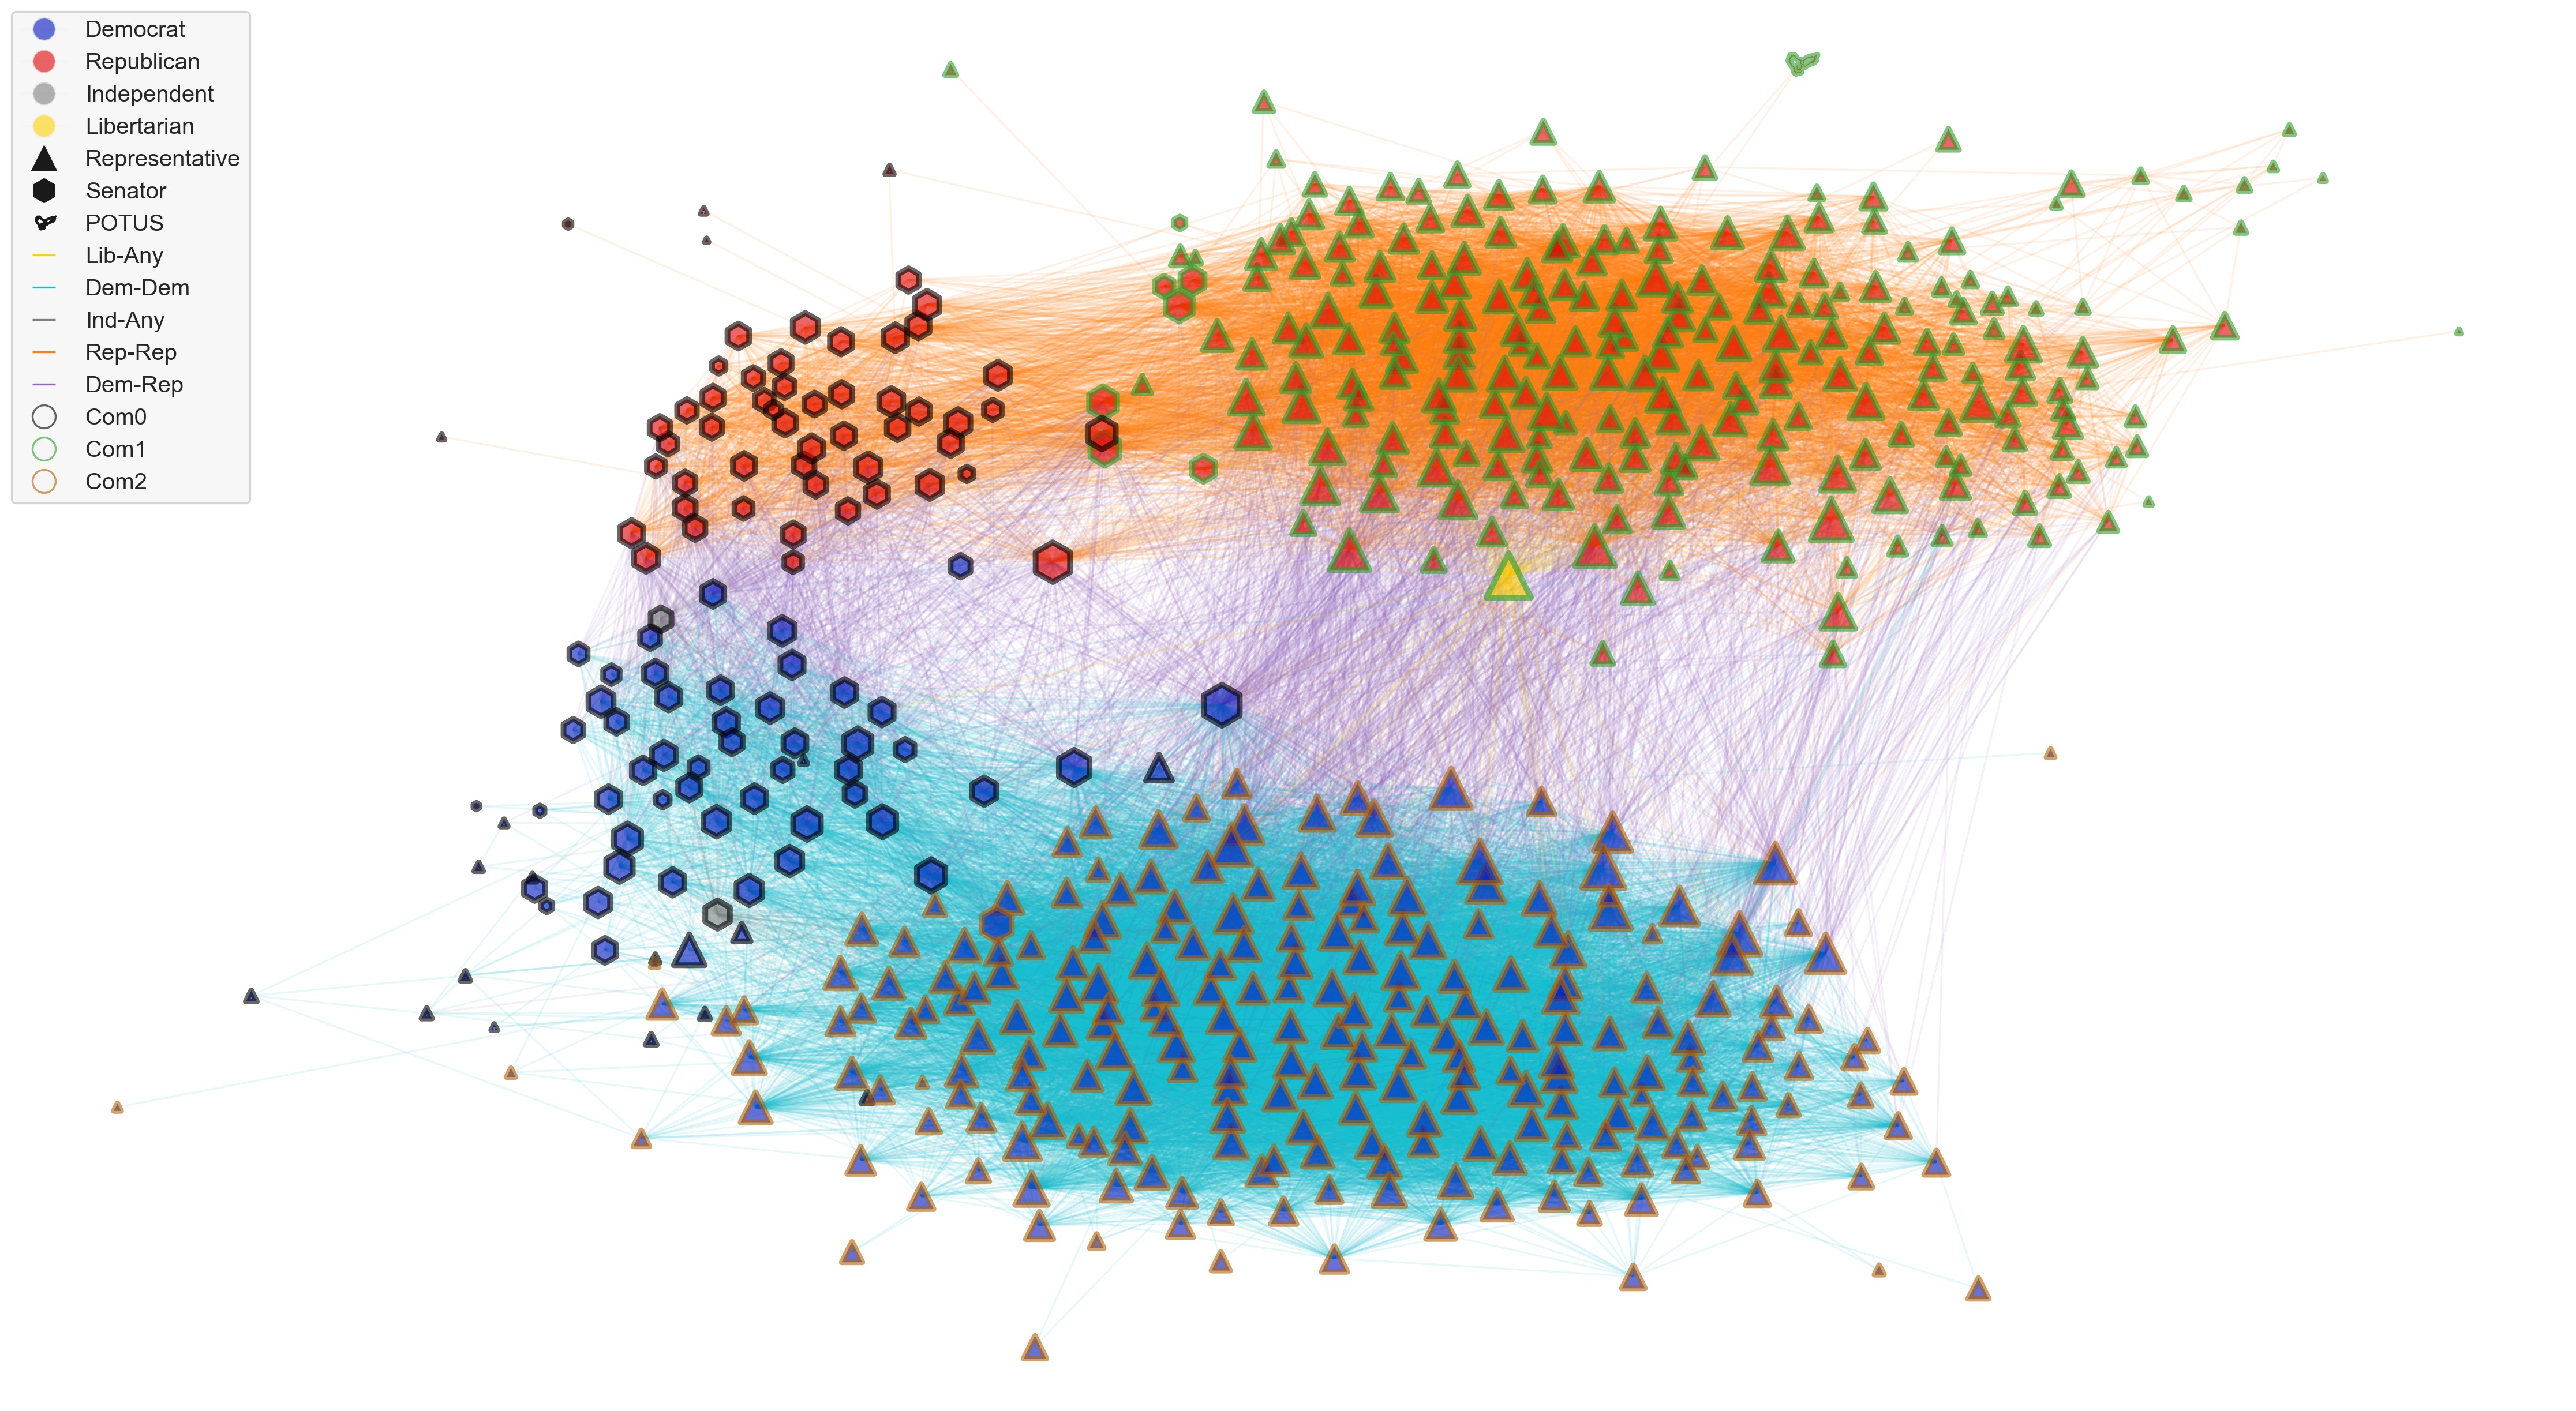 Democrat
Republican
Independent
Libertarian
Representative
Senator
POTUS
Lib-Any
Dem-Dem
Ind-Any
Rep-Rep
Dem-Rep
Com0
Com1
Com2